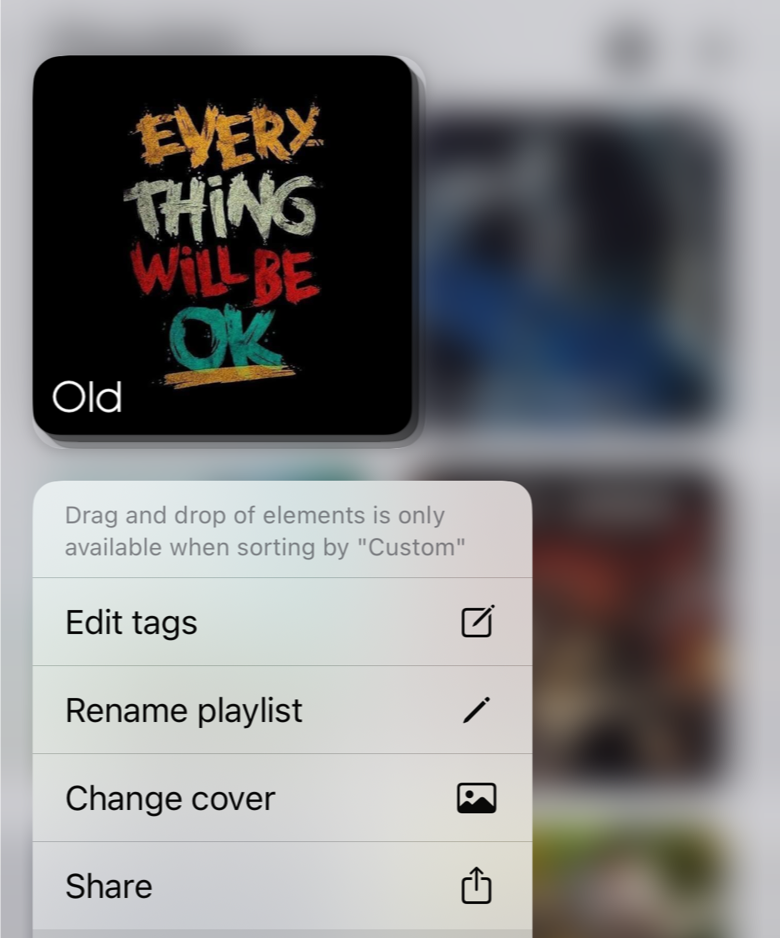 EVERY
THiNG
WiLL BE
OK
Old
Drag and drop of elements is only
available when sorting by "Custom"
Edit tags
Rename playlist
Change cover
Share